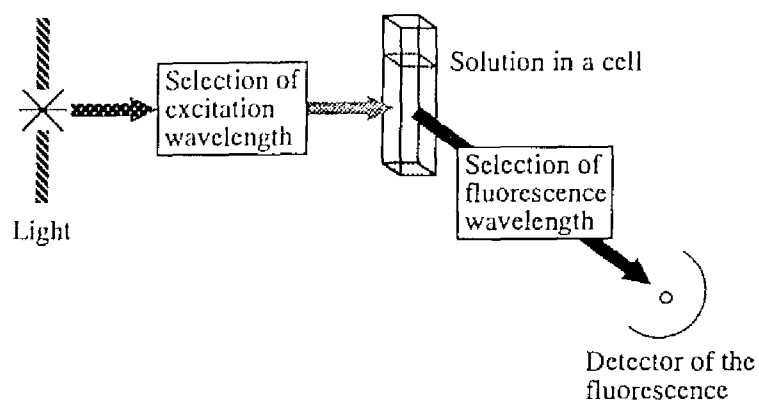 Selection of
excitation
wavelength
Solution in a cell
Selection of
fluorescence
wavelength
Light
Detector of the
fluorescence